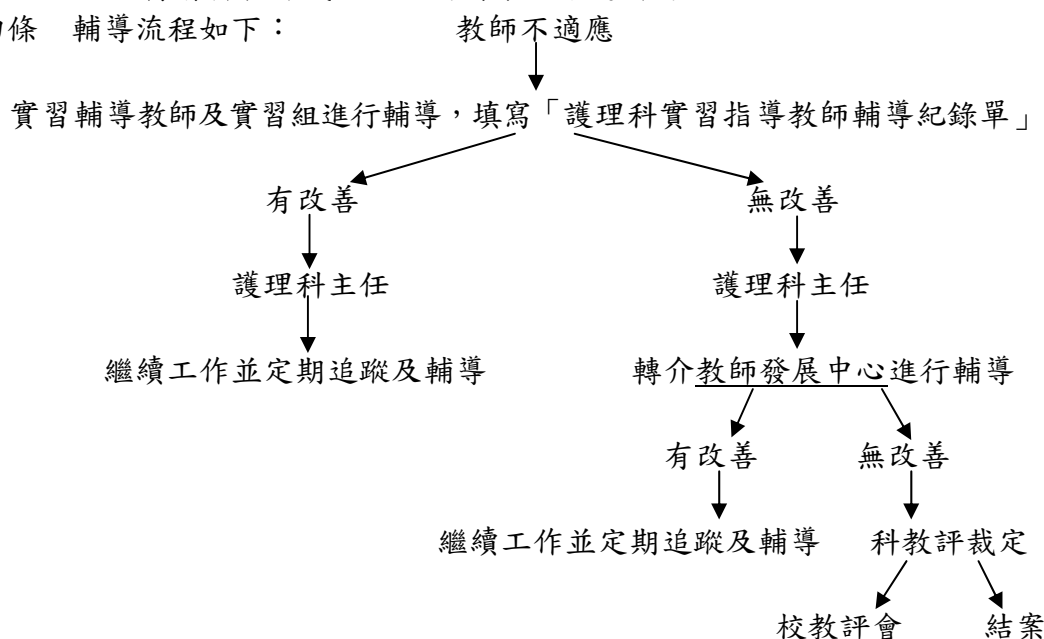 條 輔導流程如下： 教師不適應
實習輔導教師及實習組進行輔導，填寫「護理科實習指導教師輔導紀錄單」
有改善 無改善
護理科主任 護理科主任
繼續工作並定期追蹤及輔導 轉介教師發展中心進行輔導
有改善 無改善
繼續工作並定期追蹤及輔導 科教評裁定
校教評會 結案